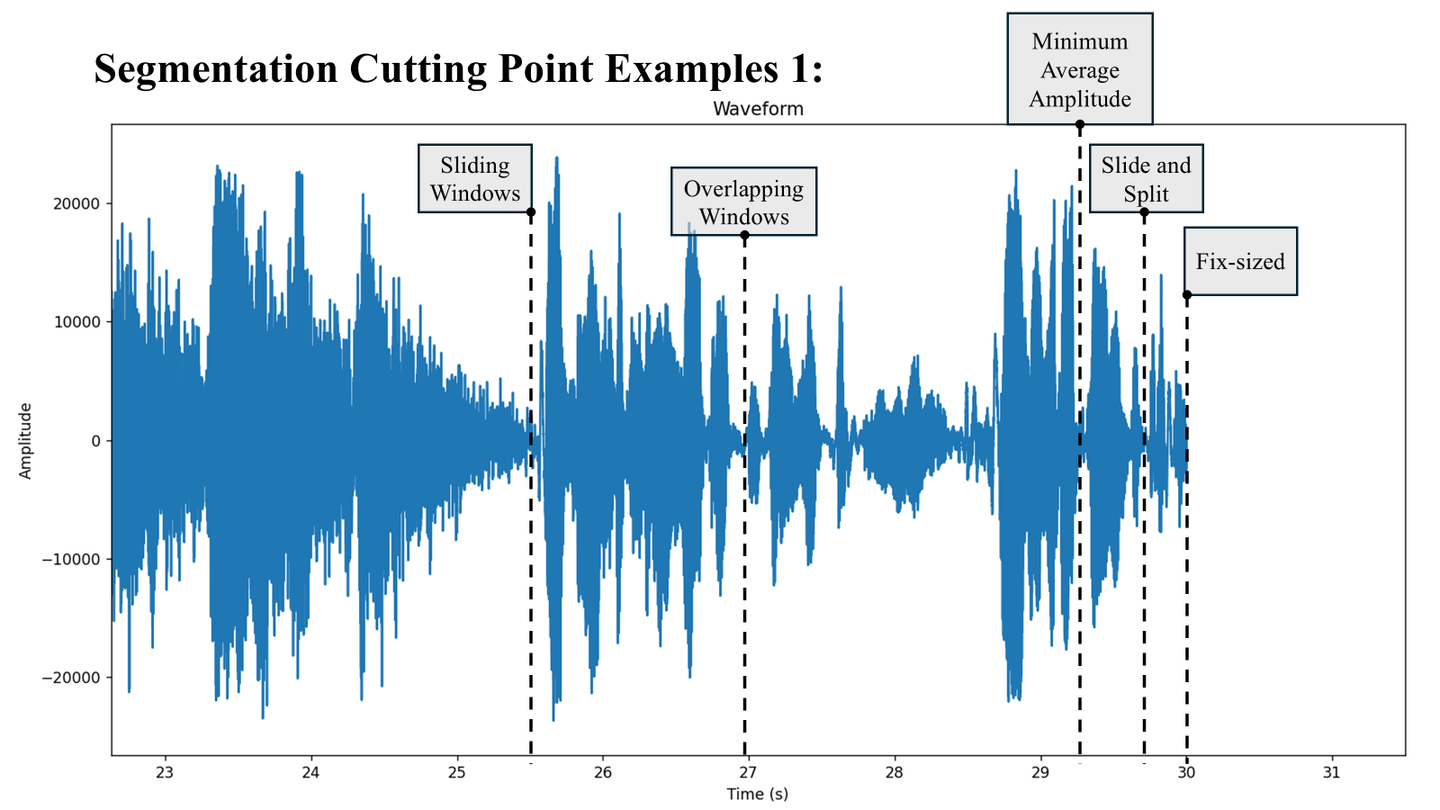 Segmentation Cutting Point Examples 1:
Minimum
Average
Amplitude
Waveform
Sliding
Windows
Overlapping
Windows
Slide and
Split
Fix-sized
Amplitude
20000
10000
0
−10000
−20000
23 24 25 26 27 28 29 30 31
Time (s)